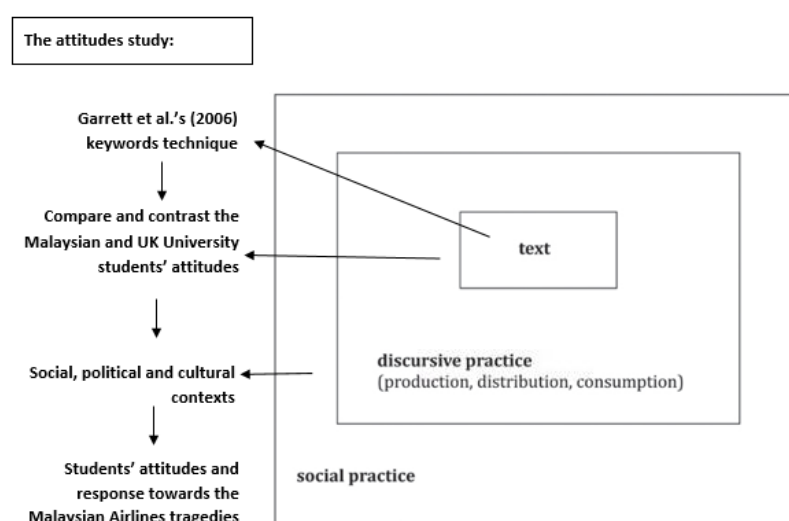 The attitudes study:
Garrett et al.'s (2006)
keywords technique
Compare and contrast the
Malaysian and UK University
students' attitudes
Social, political and cultural
contexts
Students' attitudes and
response towards the
Malaysian Airlines tragedies
text
discursive practice
(production, distribution, consumption)
social practice